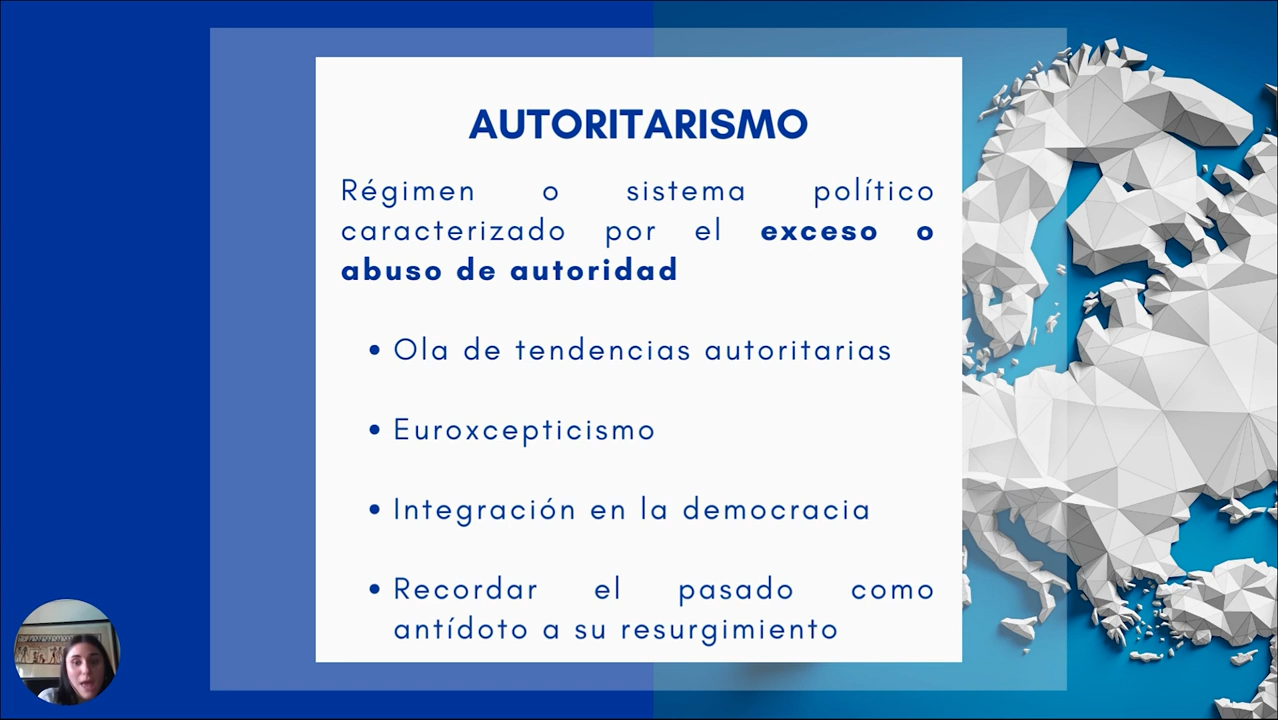 AUTORITARISMO
Régimen o sistema político
caracterizado por el exceso o
abuso de autoridad
• Ola de tendencias autoritarias
• Euroxcepticismo
• Integración en la democracia
• Recordar el pasado como
antídoto a su resurgimiento